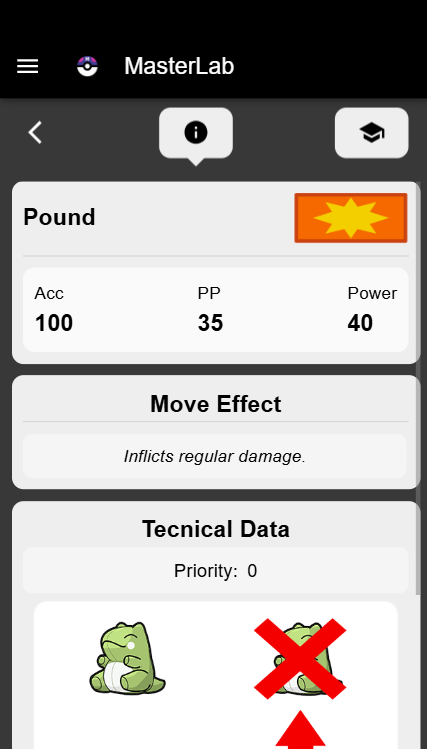 MasterLab
Pound
Acc PP Power
100 35 40
Move Effect
Inflicts regular damage.
Tecnical Data
Priority: 0